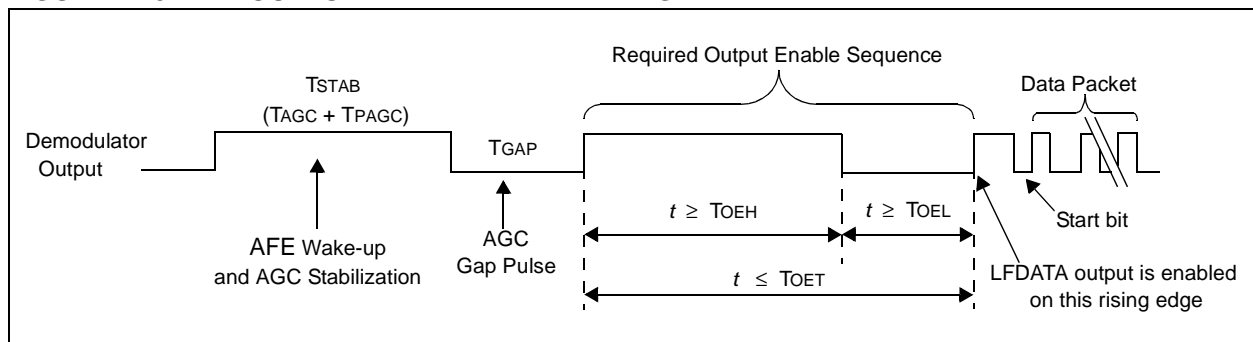 Required Output Enable Sequence
Data Packet
TSTAB
(TAGC + TPAGC)
Demodulator
Output
TGAP
t ≥ TOEH
t ≥ TOEL
Start bit
AFE Wake-up
and AGC Stabilization
AGC
Gap Pulse
t ≤ TOET
LFDATA output is enabled
on this rising edge